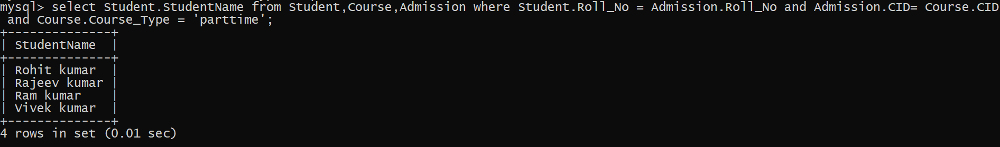 mysql> select Student.StudentName from Student,Course,Admission where Student.Roll_No = Admission.Roll_No and Admission.CID= Course.CID
 and Course.Course_Type = 'parttime';
+--------------+
| StudentName  |
+--------------+
| Rohit kumar  |
| Rajeev kumar |
| Ram kumar    |
| Vivek kumar  |
+--------------+
4 rows in set (0.01 sec)